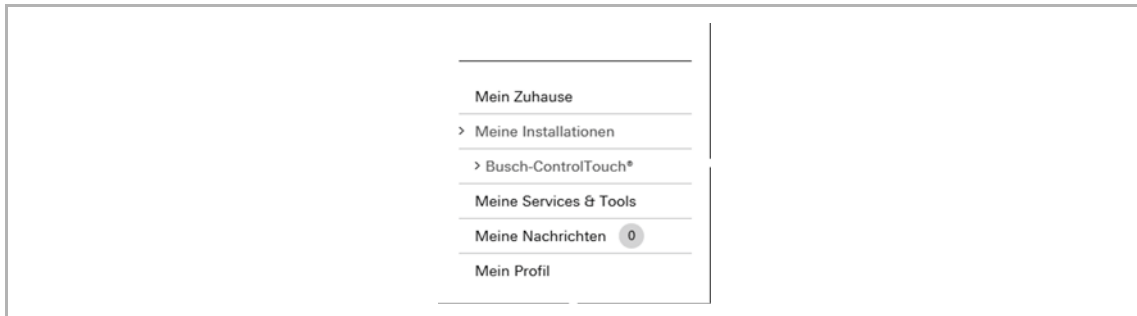 Mein Zuhause
> Meine Installationen
> Busch-ControlTouch®
Meine Services & Tools
Meine Nachrichten 0
Mein Profil